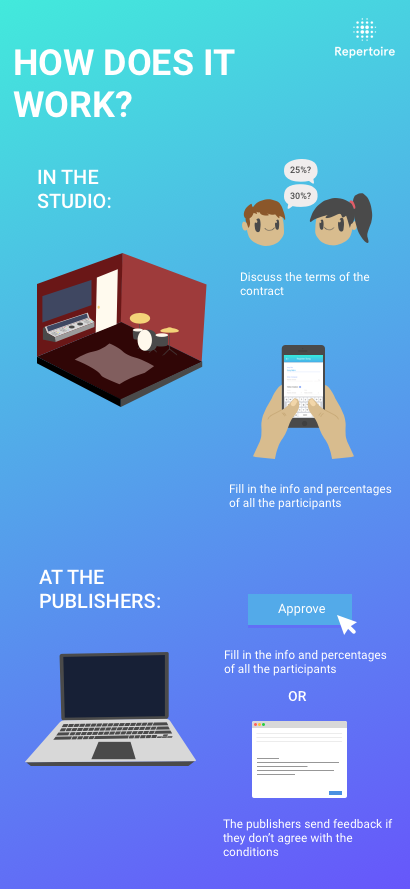 Repertoire
HOW DOES IT
WORK?
IN THE
STUDIO:
25%?
30%?
Discuss the terms of the
contract
Fill in the info and percentages
of all the participants
AT THE
PUBLISHERS:
Approve
Fill in the info and percentages
of all the participants
OR
The publishers send feedback if
they don't agree with the
conditions